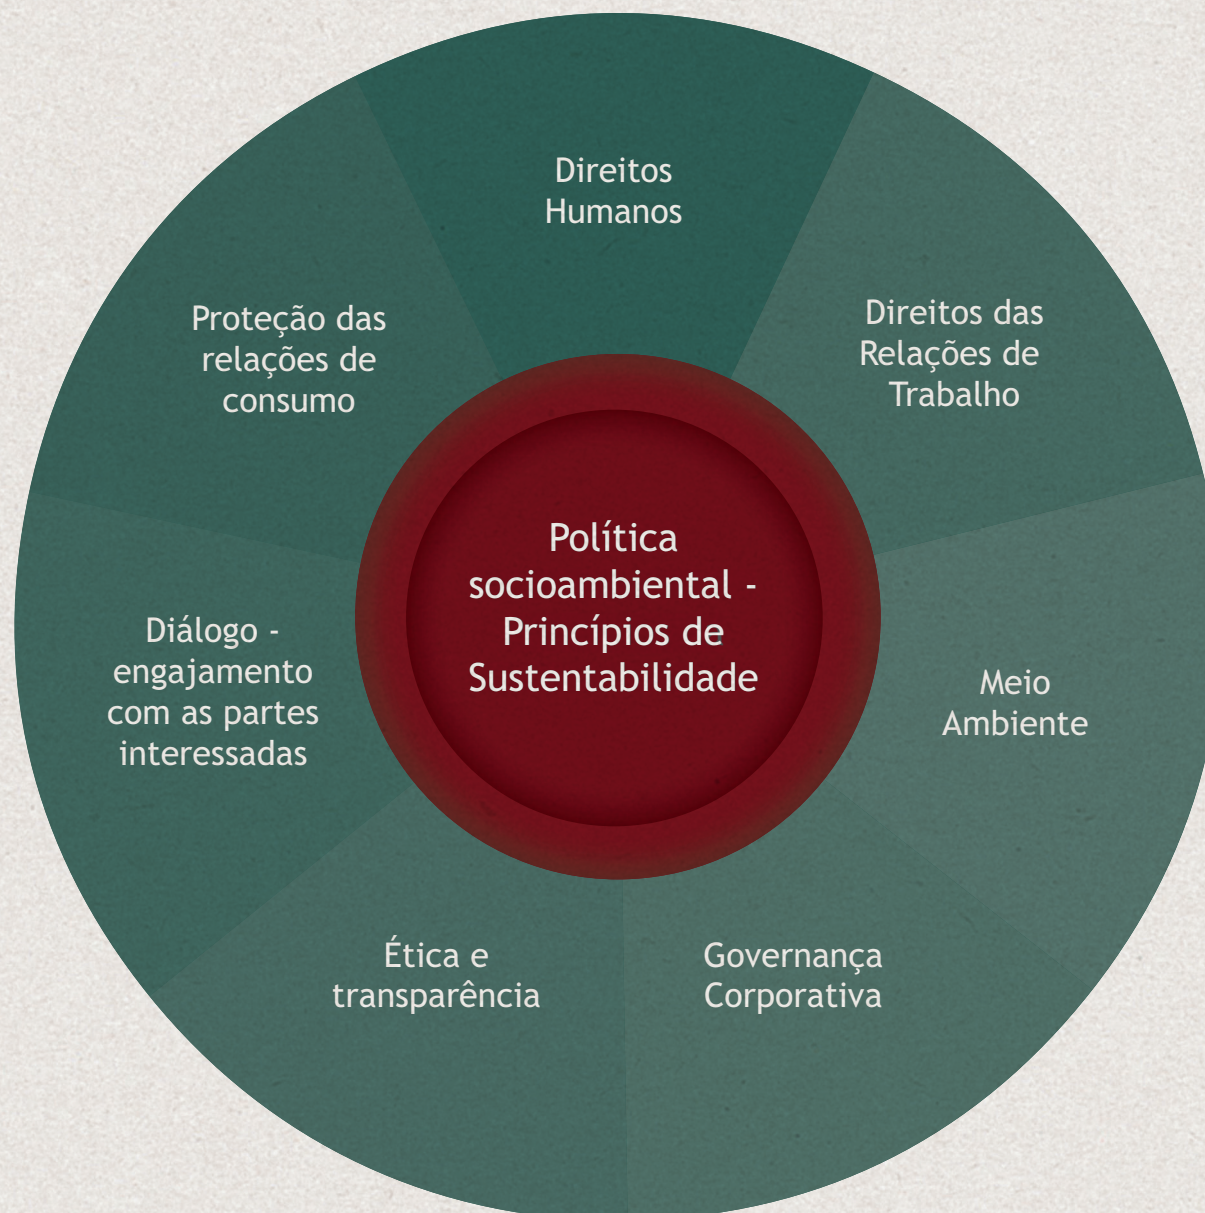 Direitos
Humanos
Direitos das
Relações de
Trabalho
Meio
Ambiente
Governança
Corporativa
Ética e
transparência
Diálogo -
engajamento
com as partes
interessadas
Proteção das
relações de
consumo
Política
socioambiental -
Princípios de
Sustentabilidade